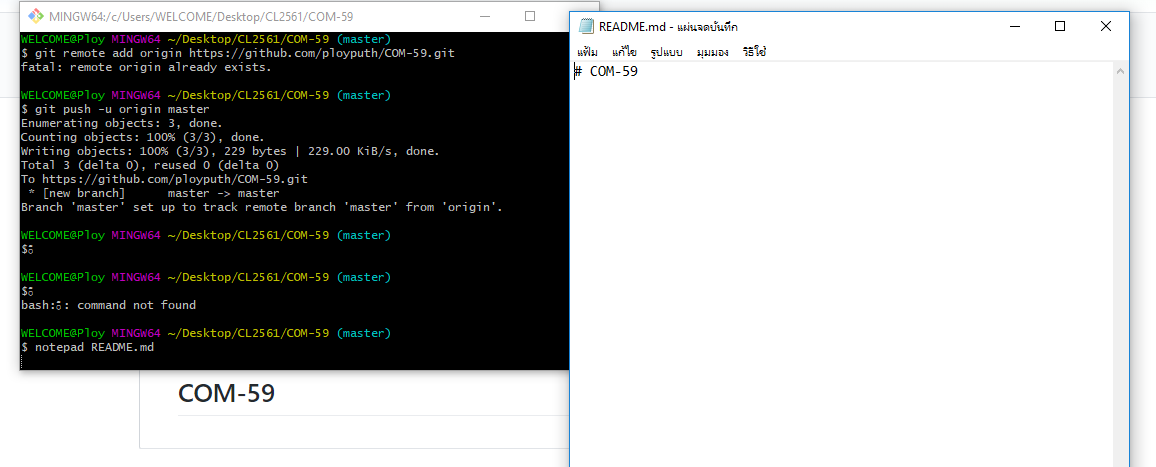 MINGW64:/c/Users/WELCOME/Desktop/CL2561/COM-59
WELCOME@Ploy MINGW64 ~/Desktop/CL2561/COM-59 (master)
$ git remote add origin https://github.com/ployputh/COM-59.git
fatal: remote origin already exists.
WELCOME@Ploy MINGW64 ~/Desktop/CL2561/COM-59 (master)
$ git push -u origin master
Enumerating objects: 3, done.
Counting objects: 100% (3/3), done.
Writing objects: 100% (3/3), 229 bytes | 229.00 KiB/s, done.
Total 3 (delta 0), reused 0 (delta 0)
To https://github.com/ployputh/COM-59.git
 * [new branch]      master -> master
Branch 'master' set up to track remote branch 'master' from 'origin'.
WELCOME@Ploy MINGW64 ~/Desktop/CL2561/COM-59 (master)
$
WELCOME@Ploy MINGW64 ~/Desktop/CL2561/COM-59 (master)
$
bash: : command not found
WELCOME@Ploy MINGW64 ~/Desktop/CL2561/COM-59 (master)
$ notepad README.md
README.md - แผ่นจดบันทึก
แฟ้ม แก้ไข รูปแบบ มุมมอง วิธีใช้
# COM-59
COM-59